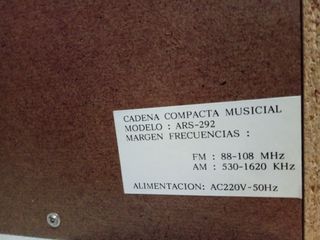 CADENA COMPACTA MUSICIAL
MODELO : ARS-292
MARGEN FRECUENCIAS :
FM : 88-108 MHz
AM : 530-1620 KHz
ALIMENTACION: AC220V-50Hz